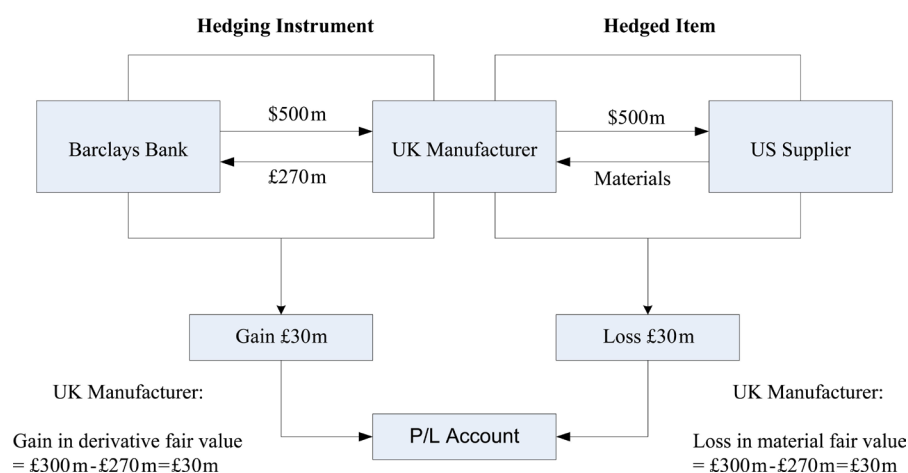 Hedging Instrument
Hedged Item
Barclays Bank
$500m
£270m
UK Manufacturer
$500m
Materials
US Supplier
Gain £30m
Loss £30m
UK Manufacturer:
Gain in derivative fair value
= £300m-£270m=£30m
P/L Account
UK Manufacturer:
Loss in material fair value
= £300m-£270m=£30m